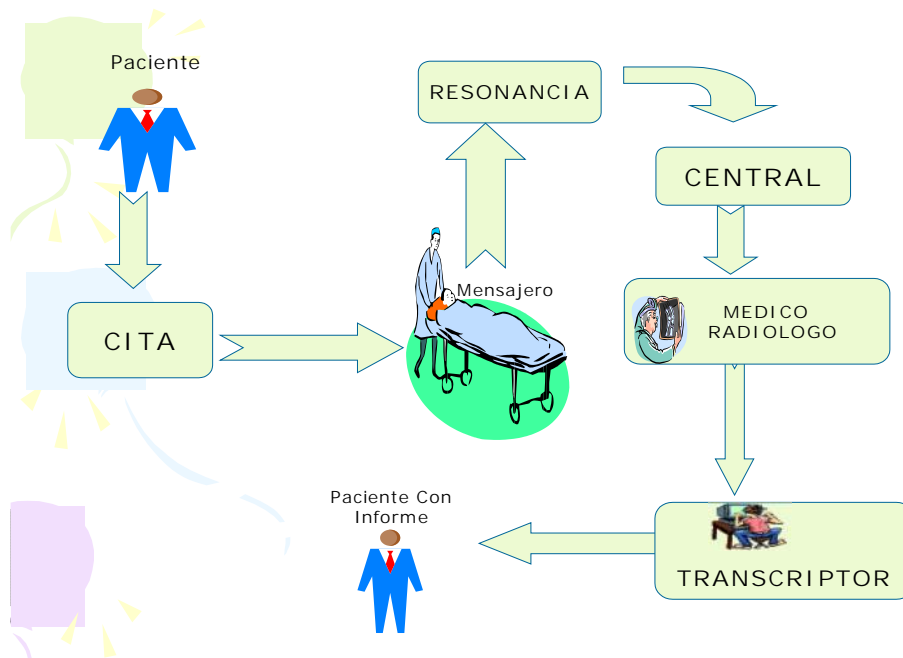 Paciente
CITA
Mensajero
RESONANCIA
CENTRAL
MEDICO
RADIOLOGO
TRANSCRIPTOR
Paciente Con
Informe